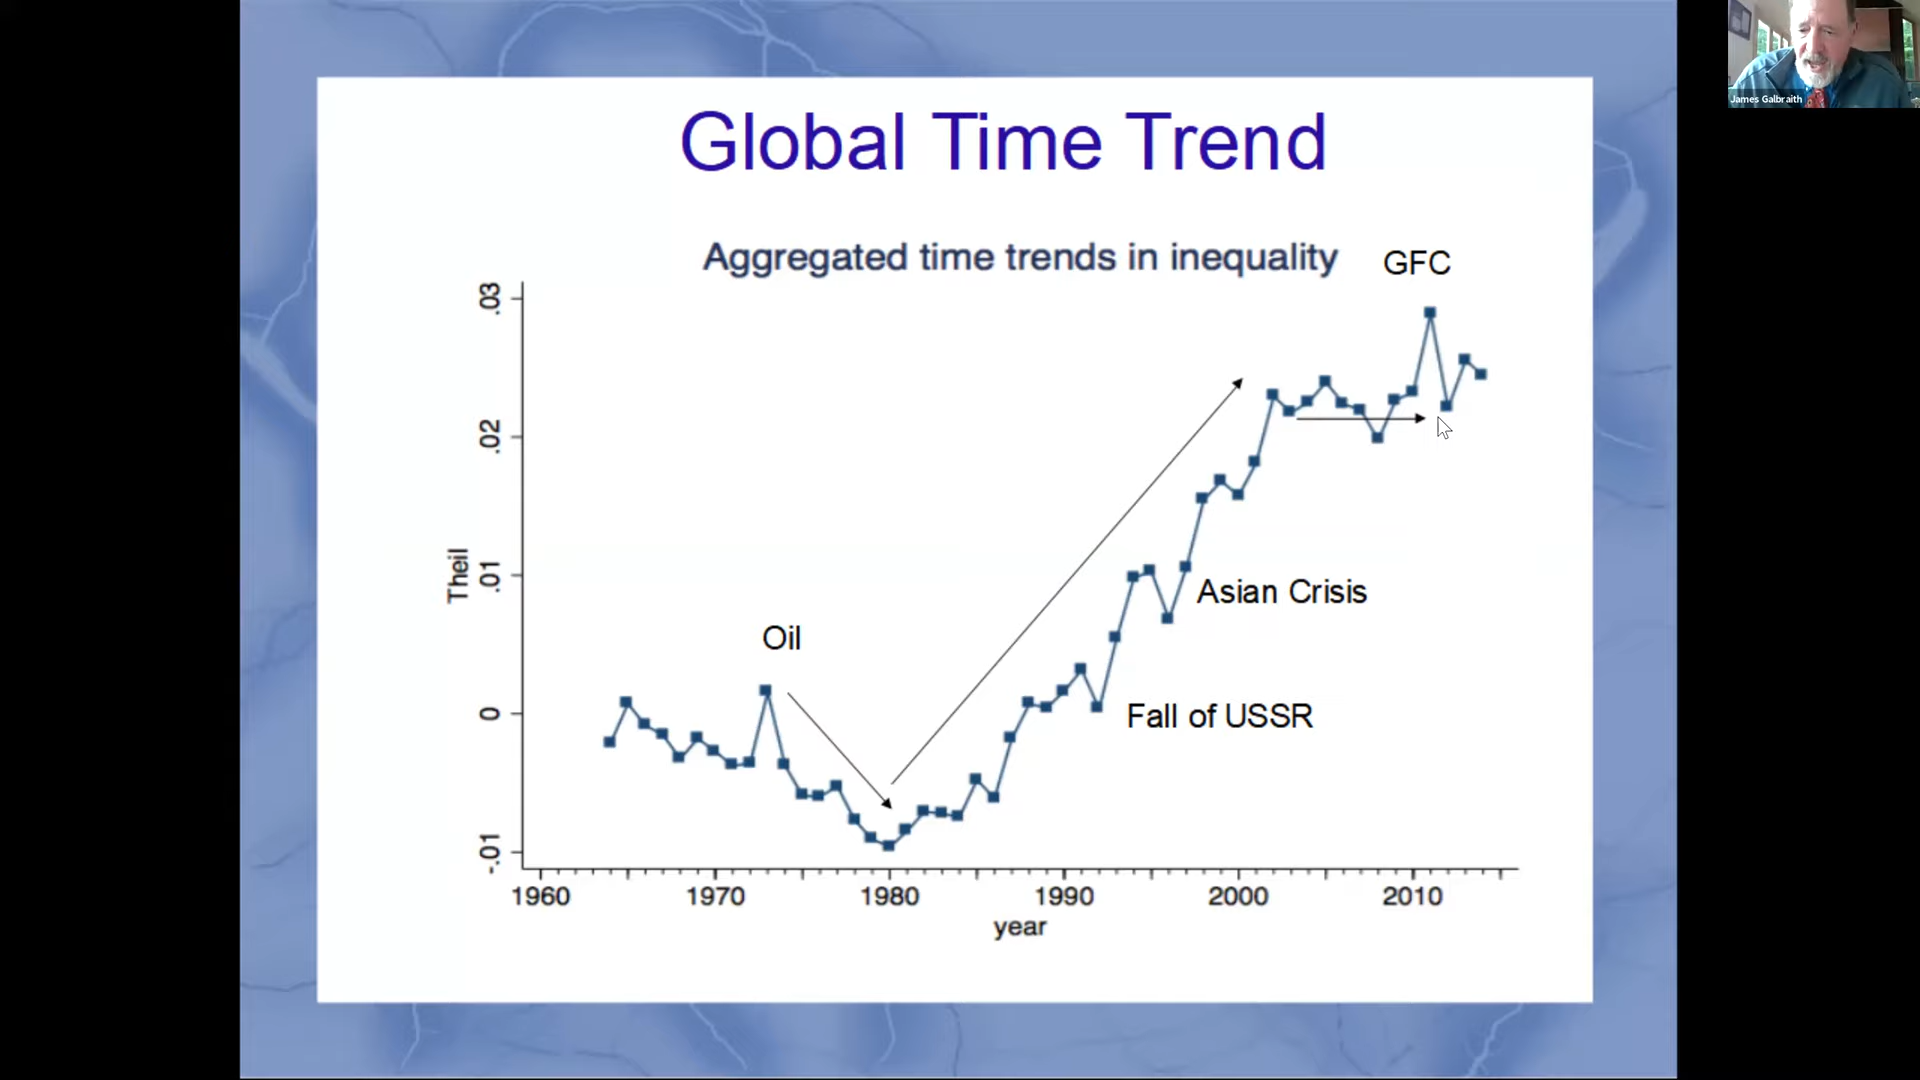 Global Time Trend
Aggregated time trends in inequality
GFC
.03
.02
.01
0
-.01
Theil
Oil
Asian Crisis
Fall of USSR
1960 1970 1980 1990 2000 2010
year
James Galbraith